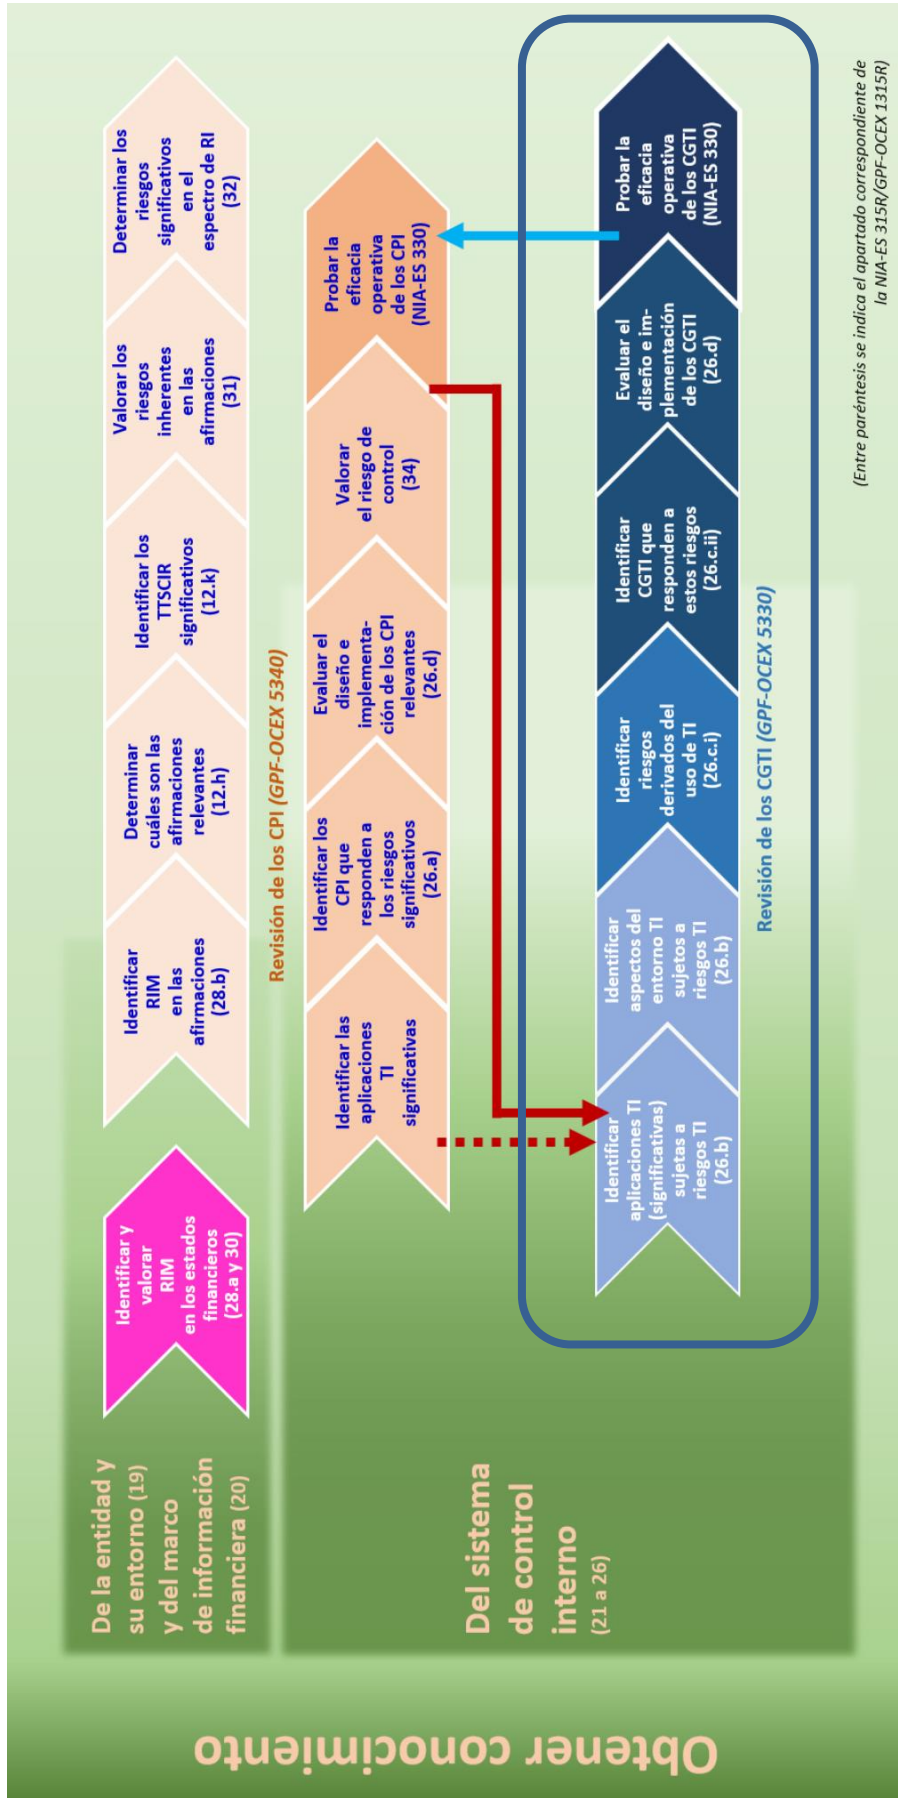 Obtener conocimiento
De la entidad y
su entorno (19)
y del marco
de información
financiera (20)
Identificar y
valorar
RIM
en los estados
financieros
(28.a y 30)
Identificar
RIM
en las
afirmaciones
(28.b)
Determinar
cuáles son las
afirmaciones
relevantes
(12.h)
Identificar los
TTSCIR
significativos
(12.k)
Valorar los
riesgos
inherentes
en las
afirmaciones
(31)
Determinar los
riesgos
significativos
en el
espectro de RI
(32)
Revisión de los CPI (GPF-OCEX 5340)
Del sistema
de control
interno
(21 a 26)
Identificar las
aplicaciones
TI
significativas
Identificar los
CPI que
responden a
los riesgos
significativos
(26.a)
Evaluar el
diseño e
implementa-
ción de los CPI
relevantes
(26.d)
Valorar
el riesgo de
control
(34)
Probar la
eficacia
operativa
de los CPI
(NIA-ES 330)
Identificar
aplicaciones TI
(significativas)
sujetas a
riesgos TI
(26.b)
Identificar
aspectos del
entorno TI
sujetos a
riesgos TI
(26.b)
Identificar
riesgos
derivados del
uso de TI
(26.c.i)
Identificar
CGTI que
responden a
estos riesgos
(26.c.ii)
Evaluar el
diseño e im-
plementación
de los CGTI
(26.d)
Probar la
eficacia
operativa
de los CGTI
(NIA-ES 330)
Revisión de los CGTI (GPF-OCEX 5330)
(Entre paréntesis se indica el apartado correspondiente de
la NIA-ES 315R/GPF-OCEX 1315R)